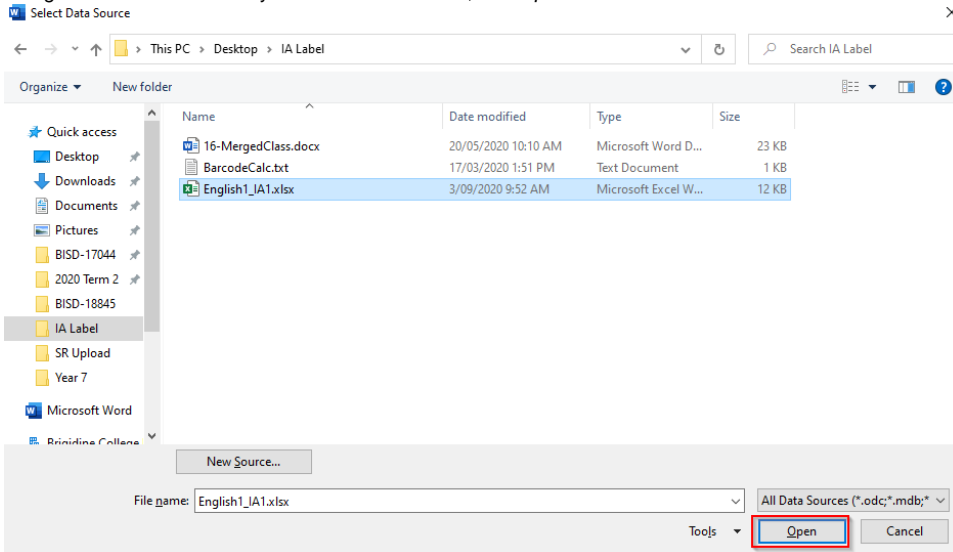 Select Data Source
This PC > Desktop > IA Label
Search IA Label
Organize
New folder
Name Date modified Type Size
Quick access
Desktop
Downloads
Documents
Pictures
BISD-17044
2020 Term 2
BISD-18845
IA Label
SR Upload
Year 7
Microsoft Word
Brigidine College
16-MergedClass.docx 20/05/2020 10:10 AM Microsoft Word D... 23 KB
BarcodeCalc.txt 17/03/2020 1:51 PM Text Document 1 KB
English1_IA1.xlsx 3/09/2020 9:52 AM Microsoft Excel W... 12 KB
New Source...
File name: English1_IA1.xlsx All Data Sources (*.odc;*.mdb;*
Tools Open Cancel